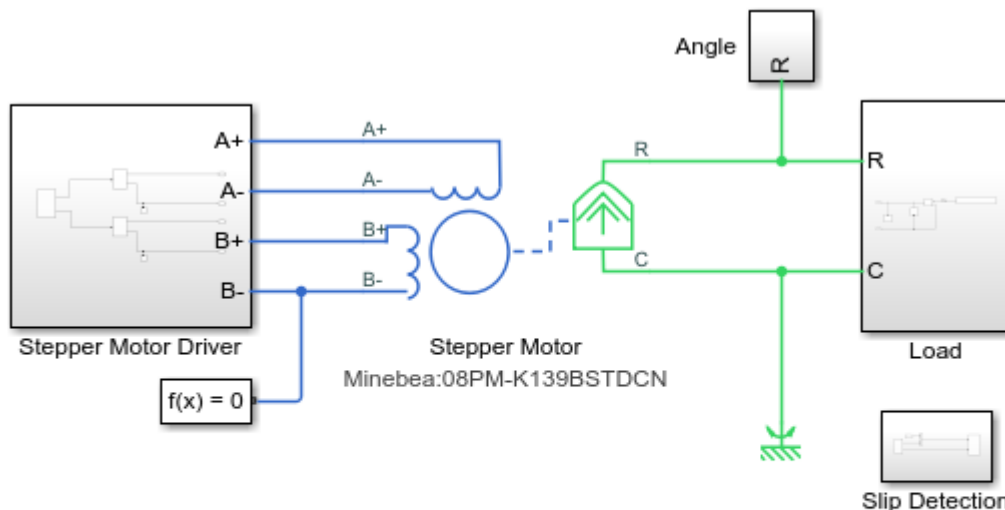 Angle
R
A+
A+
A-
A-
B+
B+
B-
B-
R
R
C
C
Stepper Motor Driver
Stepper Motor
Minebea:08PM-K139BSTDCN
Load
f(x) = 0
Slip Detection